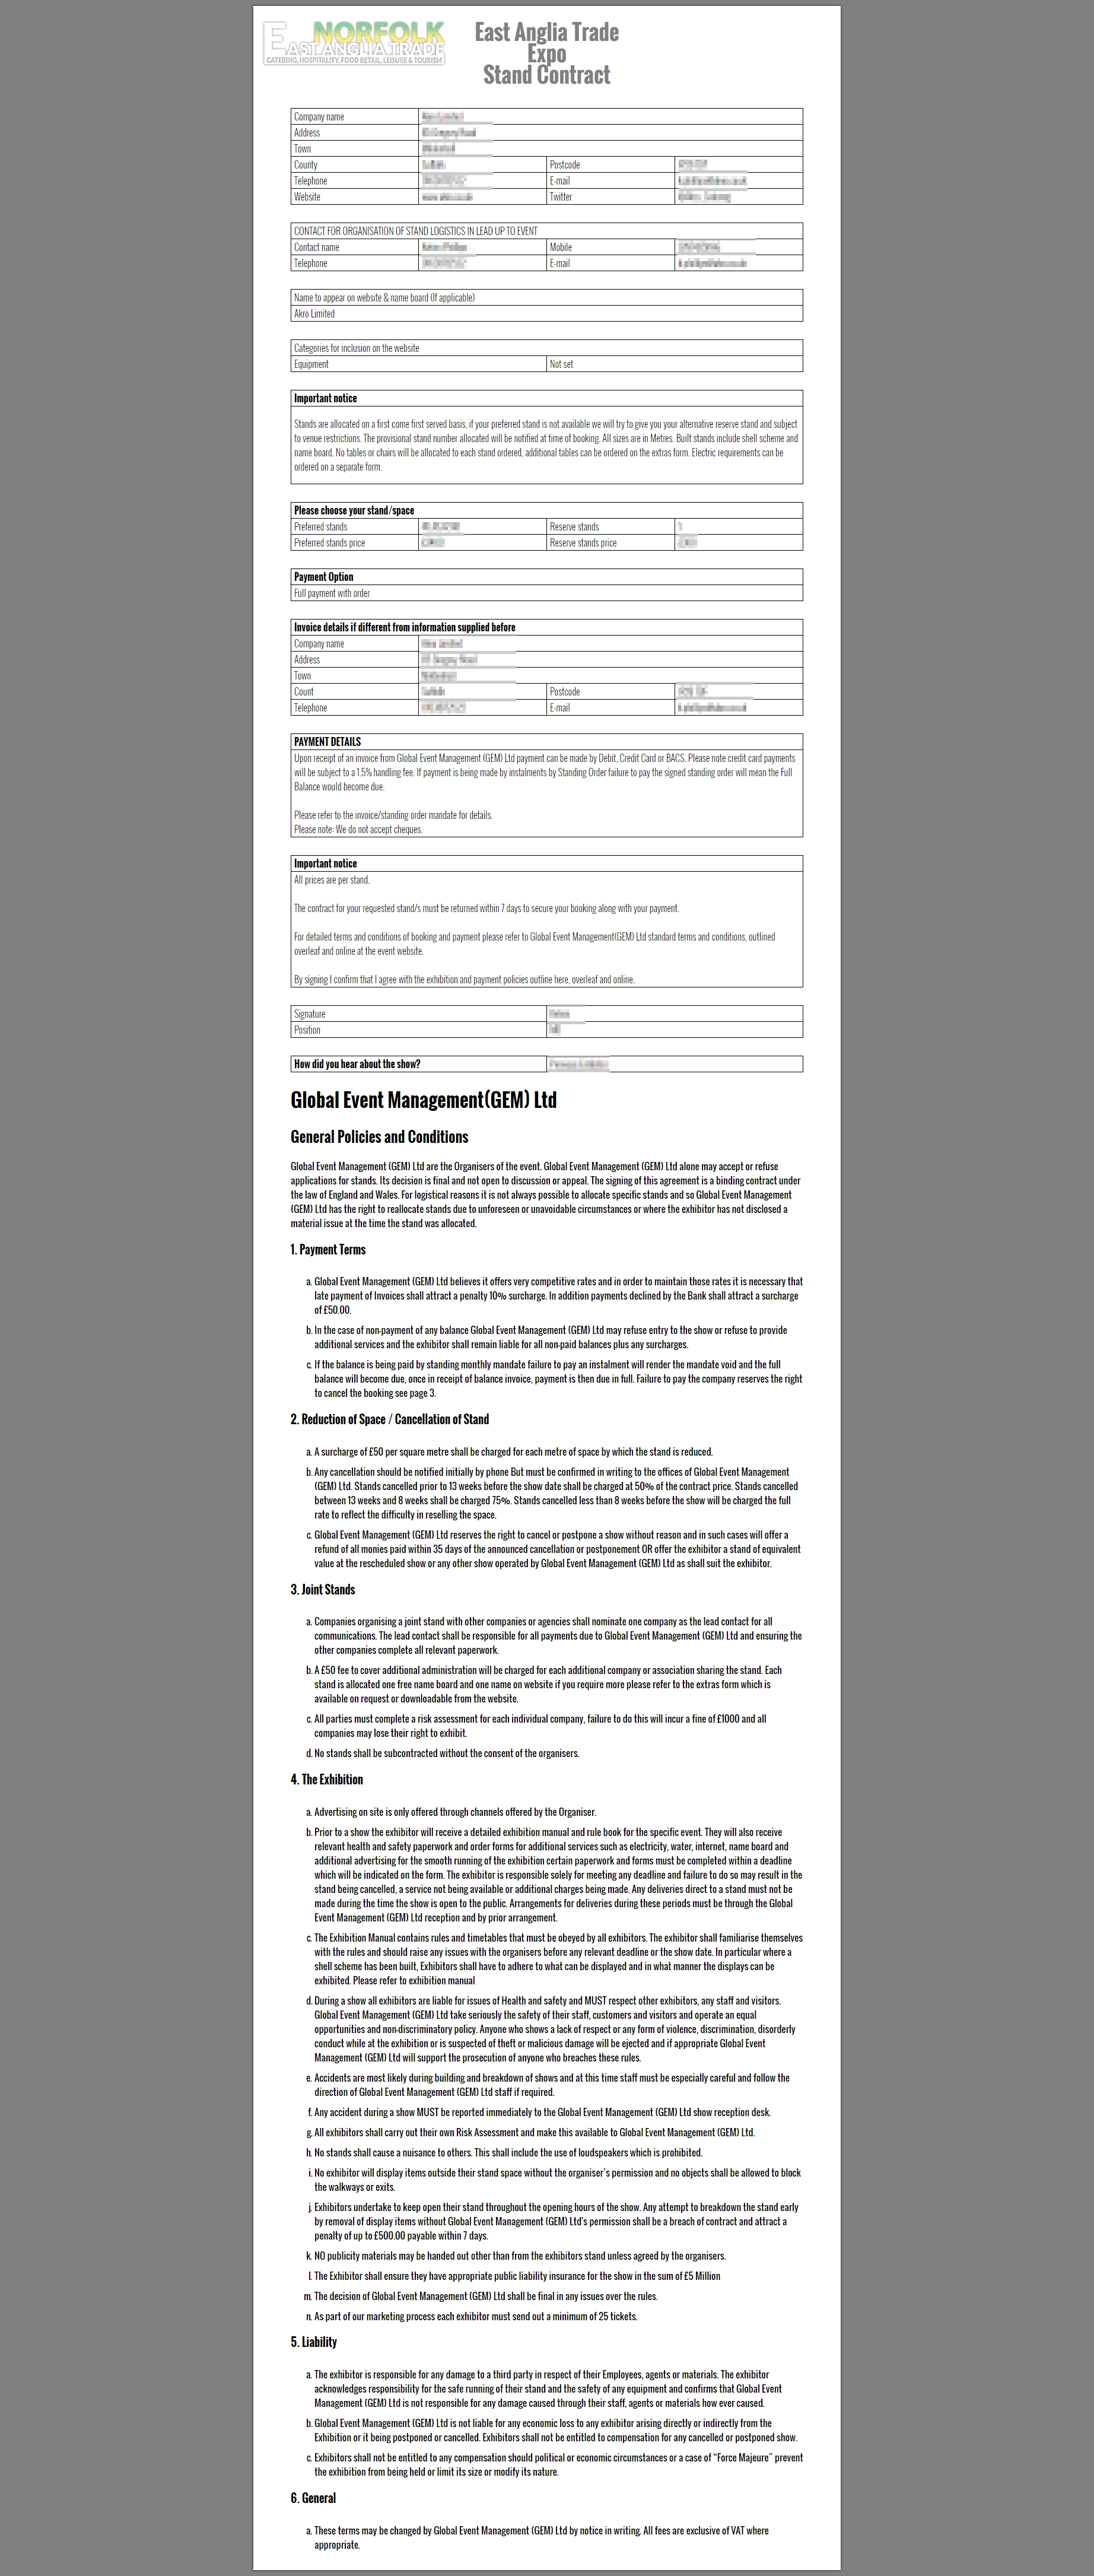 NORFOLK
EAST ANGLIA TRADE
CATERING, HOSPITALITY, FOOD RETAIL, LEISURE & TOURISM
East Anglia Trade
Expo
Stand Contract
Company name
Address
Town
County Postcode
Telephone E-mail
Website Twitter
CONTACT FOR ORGANISATION OF STAND LOGISTICS IN LEAD UP TO EVENT
Contact name Mobile
Telephone E-mail
Name to appear on website & name board (If applicable)
Akro Limited
Categories for inclusion on the website
Equipment Not set
Important notice
Stands are allocated on a first come first served basis, if your preferred stand is not available we will try to give you your alternative reserve stand and subject
to venue restrictions. The provisional stand number allocated will be notified at time of booking. All sizes are in Metres. Built stands include shell scheme and
name board. No tables or chairs will be allocated to each stand ordered, additional tables can be ordered on the extras form. Electric requirements can be
ordered on a separate form.
Please choose your stand/space
Preferred stands Reserve stands
Preferred stands price Reserve stands price
Payment Option
Full payment with order
Invoice details if different from information supplied before
Company name
Address
Town
Count Postcode
Telephone E-mail
PAYMENT DETAILS
Upon receipt of an invoice from Global Event Management (GEM) Ltd payment can be made by Debit, Credit Card or BACS. Please note credit card payments
will be subject to a 1.5% handling fee. If payment is being made by instalments by Standing Order failure to pay the signed standing order will mean the Full
Balance would become due.
Please refer to the invoice/standing order mandate for details.
Please note: We do not accept cheques.
Important notice
All prices are per stand.
The contract for your requested stand/s must be returned within 7 days to secure your booking along with your payment.
For detailed terms and conditions of booking and payment please refer to Global Event Management(GEM) Ltd standard terms and conditions, outlined
overleaf and online at the event website.
By signing I confirm that I agree with the exhibition and payment policies outline here, overleaf and online.
Signature
Position
How did you hear about the show?
Global Event Management(GEM) Ltd
General Policies and Conditions
Global Event Management (GEM) Ltd are the Organisers of the event. Global Event Management (GEM) Ltd alone may accept or refuse
applications for stands. Its decision is final and not open to discussion or appeal. The signing of this agreement is a binding contract under
the law of England and Wales. For logistical reasons it is not always possible to allocate specific stands and so Global Event Management
(GEM) Ltd has the right to reallocate stands due to unforeseen or unavoidable circumstances or where the exhibitor has not disclosed a
material issue at the time the stand was allocated.
1. Payment Terms
a. Global Event Management (GEM) Ltd believes it offers very competitive rates and in order to maintain those rates it is necessary that
late payment of Invoices shall attract a penalty 10% surcharge. In addition payments declined by the Bank shall attract a surcharge
of £50.00.
b. In the case of non-payment of any balance Global Event Management (GEM) Ltd may refuse entry to the show or refuse to provide
additional services and the exhibitor shall remain liable for all non-paid balances plus any surcharges.
c. If the balance is being paid by standing monthly mandate failure to pay an instalment will render the mandate void and the full
balance will become due, once in receipt of balance invoice, payment is then due in full. Failure to pay the company reserves the right
to cancel the booking see page 3.
2. Reduction of Space / Cancellation of Stand
a. A surcharge of £50 per square metre shall be charged for each metre of space by which the stand is reduced.
b. Any cancellation should be notified initially by phone But must be confirmed in writing to the offices of Global Event Management
(GEM) Ltd. Stands cancelled prior to 13 weeks before the show date shall be charged at 50% of the contract price. Stands cancelled
between 13 weeks and 8 weeks shall be charged 75%. Stands cancelled less than 8 weeks before the show will be charged the full
rate to reflect the difficulty in reselling the space.
c. Global Event Management (GEM) Ltd reserves the right to cancel or postpone a show without reason and in such cases will offer a
refund of all monies paid within 35 days of the announced cancellation or postponement OR offer the exhibitor a stand of equivalent
value at the rescheduled show or any other show operated by Global Event Management (GEM) Ltd as shall suit the exhibitor.
3. Joint Stands
a. Companies organising a joint stand with other companies or agencies shall nominate one company as the lead contact for all
communications. The lead contact shall be responsible for all payments due to Global Event Management (GEM) Ltd and ensuring the
other companies complete all relevant paperwork.
b. A £50 fee to cover additional administration will be charged for each additional company or association sharing the stand. Each
stand is allocated one free name board and one name on website if you require more please refer to the extras form which is
available on request or downloadable from the website.
c. All parties must complete a risk assessment for each individual company, failure to do this will incur a fine of £1000 and all
companies may lose their right to exhibit.
d. No stands shall be subcontracted without the consent of the organisers.
4. The Exhibition
a. Advertising on site is only offered through channels offered by the Organiser.
b. Prior to a show the exhibitor will receive a detailed exhibition manual and rule book for the specific event. They will also receive
relevant health and safety paperwork and order forms for additional services such as electricity, water, internet, name board and
additional advertising for the smooth running of the exhibition certain paperwork and forms must be completed within a deadline
which will be indicated on the form. The exhibitor is responsible solely for meeting any deadline and failure to do so may result in the
stand being cancelled, a service not being available or additional charges being made. Any deliveries direct to a stand must not be
made during the time the show is open to the public. Arrangements for deliveries during these periods must be through the Global
Event Management (GEM) Ltd reception and by prior arrangement.
c. The Exhibition Manual contains rules and timetables that must be obeyed by all exhibitors. The exhibitor shall familiarise themselves
with the rules and should raise any issues with the organisers before any relevant deadline or the show date. In particular where a
shell scheme has been built, Exhibitors shall have to adhere to what can be displayed and in what manner the displays can be
exhibited. Please refer to exhibition manual
d. During a show all exhibitors are liable for issues of Health and safety and MUST respect other exhibitors, any staff and visitors.
Global Event Management (GEM) Ltd take seriously the safety of their staff, customers and visitors and operate an equal
opportunities and non-discriminatory policy. Anyone who shows a lack of respect or any form of violence, discrimination, disorderly
conduct while at the exhibition or is suspected of theft or malicious damage will be ejected and if appropriate Global Event
Management (GEM) Ltd will support the prosecution of anyone who breaches these rules.
e. Accidents are most likely during building and breakdown of shows and at this time staff must be especially careful and follow the
direction of Global Event Management (GEM) Ltd staff if required.
f. Any accident during a show MUST be reported immediately to the Global Event Management (GEM) Ltd show reception desk.
g. All exhibitors shall carry out their own Risk Assessment and make this available to Global Event Management (GEM) Ltd.
h. No stands shall cause a nuisance to others. This shall include the use of loudspeakers which is prohibited.
i. No exhibitor will display items outside their stand space without the organiser's permission and no objects shall be allowed to block
the walkways or exits.
j. Exhibitors undertake to keep open their stand throughout the opening hours of the show. Any attempt to breakdown the stand early
by removal of display items without Global Event Management (GEM) Ltd's permission shall be a breach of contract and attract a
penalty of up to £500.00 payable within 7 days.
k. NO publicity materials may be handed out other than from the exhibitors stand unless agreed by the organisers.
l. The Exhibitor shall ensure they have appropriate public liability insurance for the show in the sum of £5 Million
m. The decision of Global Event Management (GEM) Ltd shall be final in any issues over the rules.
n. As part of our marketing process each exhibitor must send out a minimum of 25 tickets.
5. Liability
a. The exhibitor is responsible for any damage to a third party in respect of their Employees, agents or materials. The exhibitor
acknowledges responsibility for the safe running of their stand and the safety of any equipment and confirms that Global Event
Management (GEM) Ltd is not responsible for any damage caused through their staff, agents or materials how ever caused.
b. Global Event Management (GEM) Ltd is not liable for any economic loss to any exhibitor arising directly or indirectly from the
Exhibition or it being postponed or cancelled. Exhibitors shall not be entitled to compensation for any cancelled or postponed show.
c. Exhibitors shall not be entitled to any compensation should political or economic circumstances or a case of "Force Majeure" prevent
the exhibition from being held or limit its size or modify its nature.
6. General
a. These terms may be changed by Global Event Management (GEM) Ltd by notice in writing. All fees are exclusive of VAT where
appropriate.